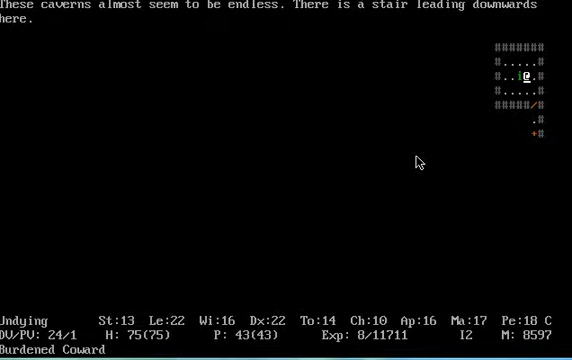 These caverns almost seem to be endless. There is a stair leading downwards
here.
#######
#.....#
#..i@.#
#.....#
#####/#
.#
+#
Undying St:13 Le:22 Wi:16 Dx:22 To:14 Ch:10 Ap:16 Ma:17 Pe:18 C
DV/PV: 24/1 H: 75(75) P: 43(43) Exp: 8/11711 I2 M: 8597
Burdened Coward